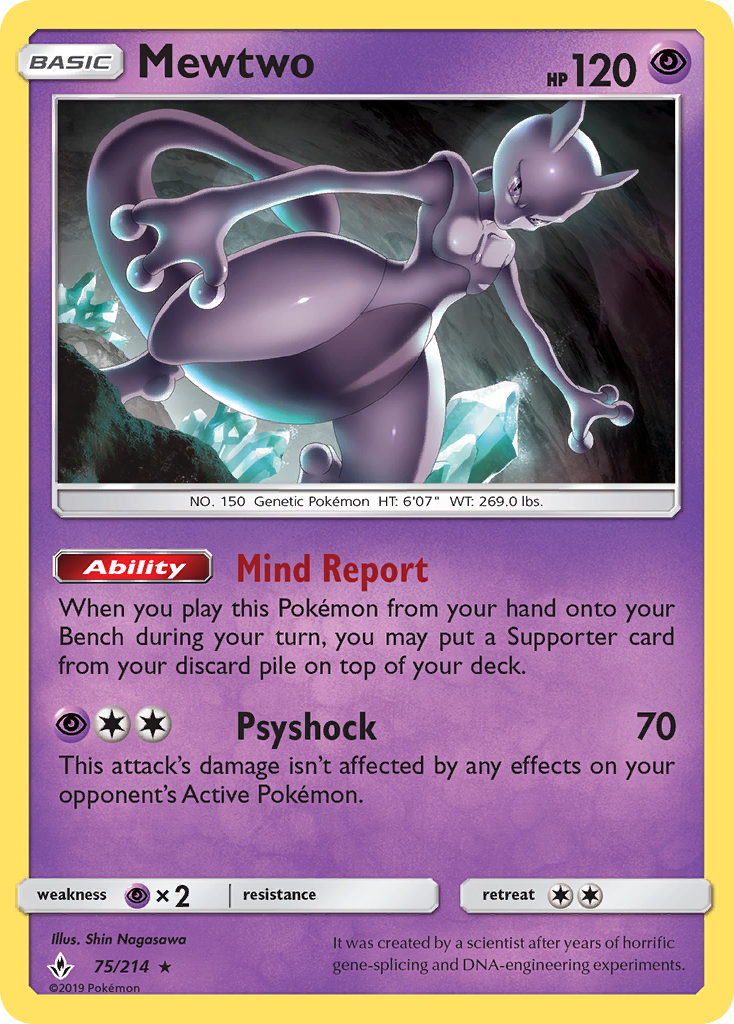 BASIC Mewtwo HP 120
NO. 150 Genetic Pokémon HT: 6'07" WT: 269.0 lbs.
Ability Mind Report
When you play this Pokémon from your hand onto your
Bench during your turn, you may put a Supporter card
from your discard pile on top of your deck.
Psyshock 70
This attack's damage isn't affected by any effects on your
opponent's Active Pokémon.
weakness ×2 resistance retreat
Illus. Shin Nagasawa
75/214 ★
©2019 Pokémon
It was created by a scientist after years of horrific
gene-splicing and DNA-engineering experiments.